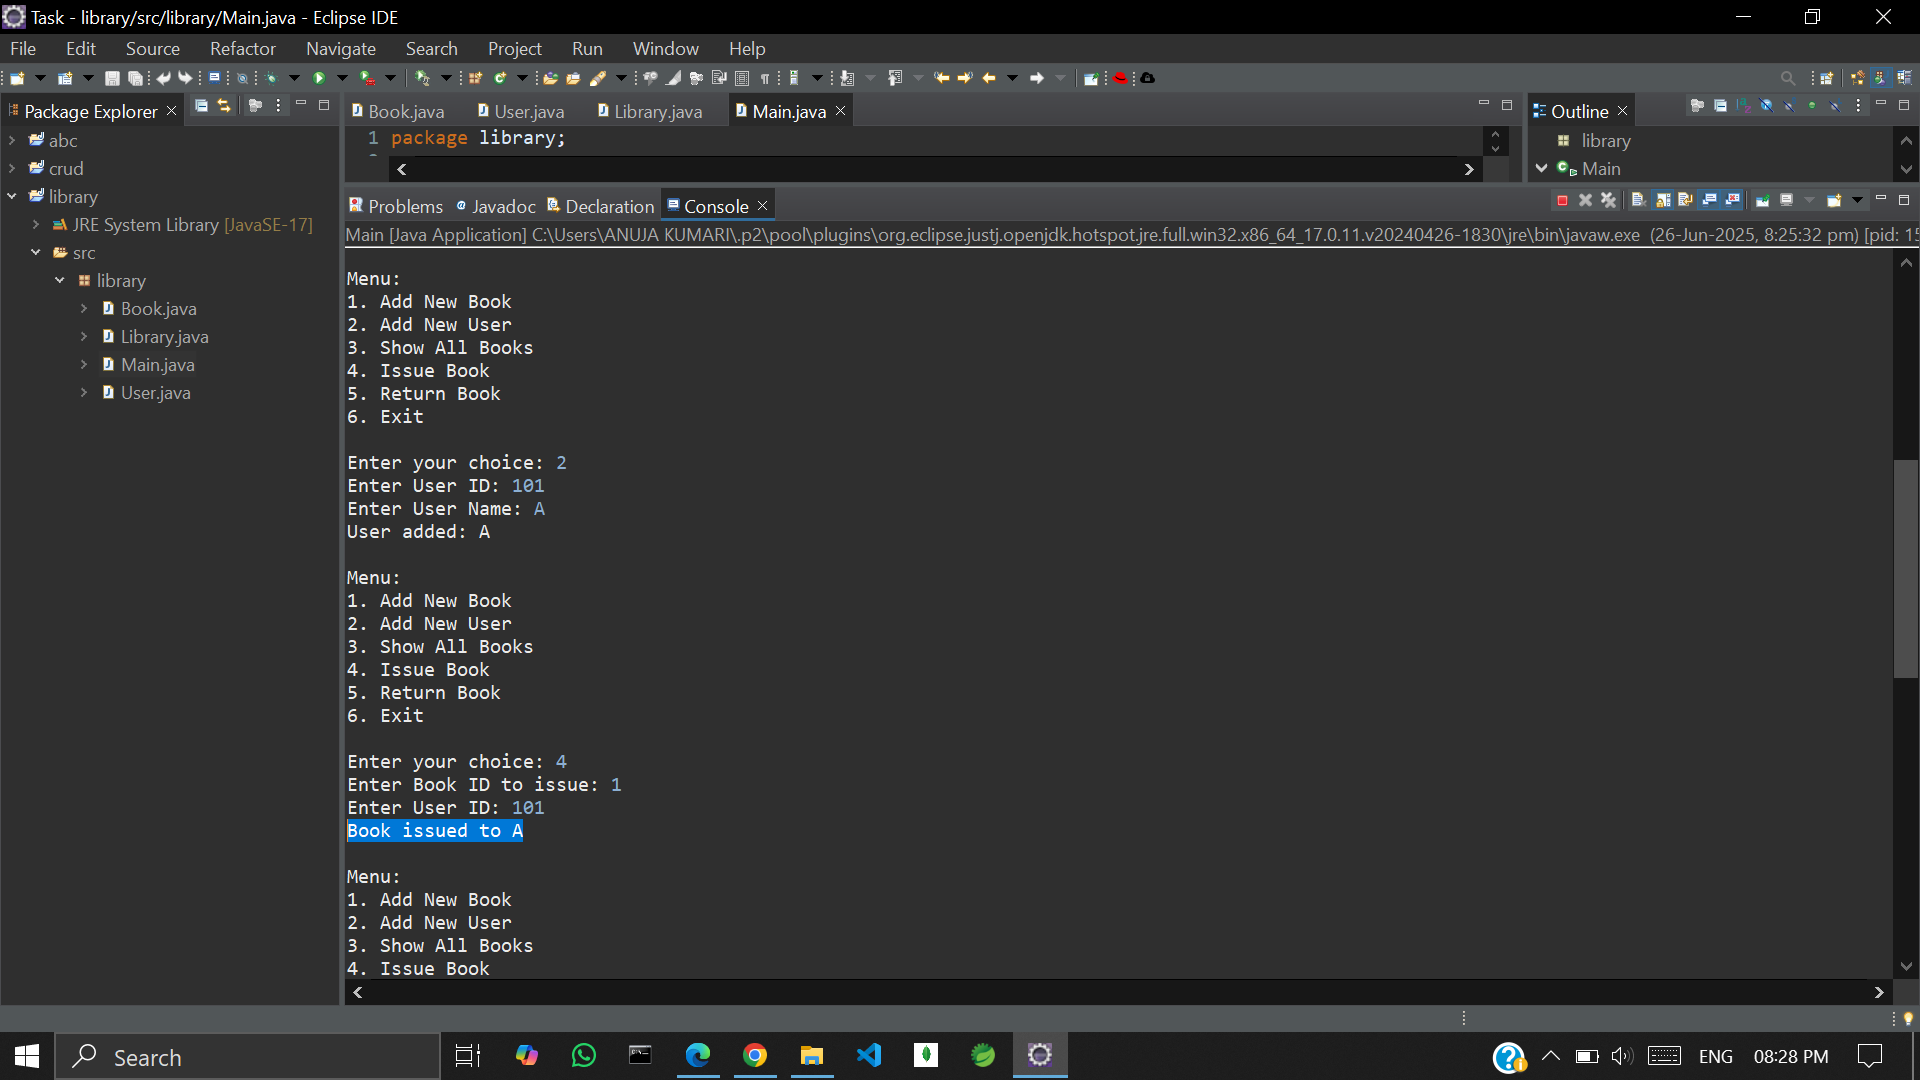 Task - library/src/library/Main.java - Eclipse IDE
File Edit Source Refactor Navigate Search Project Run Window Help
Package Explorer
abc
crud
library
JRE System Library [JavaSE-17]
src
library
Book.java
Library.java
Main.java
User.java
Book.java User.java Library.java Main.java
1 package library;
Outline
library
Main
Problems Javadoc Declaration Console
Main [Java Application] C:\Users\ANUJA KUMARI\.p2\pool\plugins\org.eclipse.justj.openjdk.hotspot.jre.full.win32.x86_64_17.0.11.v20240426-1830\jre\bin\javaw.exe (26-Jun-2025, 8:25:32 pm) [pid: 15
Menu:
1. Add New Book
2. Add New User
3. Show All Books
4. Issue Book
5. Return Book
6. Exit
Enter your choice: 2
Enter User ID: 101
Enter User Name: A
User added: A
Menu:
1. Add New Book
2. Add New User
3. Show All Books
4. Issue Book
5. Return Book
6. Exit
Enter your choice: 4
Enter Book ID to issue: 1
Enter User ID: 101
Book issued to A
Menu:
1. Add New Book
2. Add New User
3. Show All Books
4. Issue Book
Search
ENG 08:28 PM